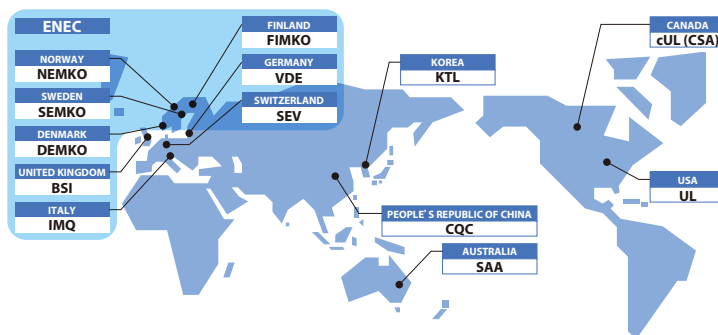 ENEC
NORWAY
NEMKO
SWEDEN
SEMKO
DENMARK
DEMKO
UNITED KINGDOM
BSI
ITALY
IMQ
FINLAND
FIMKO
GERMANY
VDE
SWITZERLAND
SEV
KOREA
KTL
PEOPLE'S REPUBLIC OF CHINA
CQC
AUSTRALIA
SAA
CANADA
cUL (CSA)
USA
UL